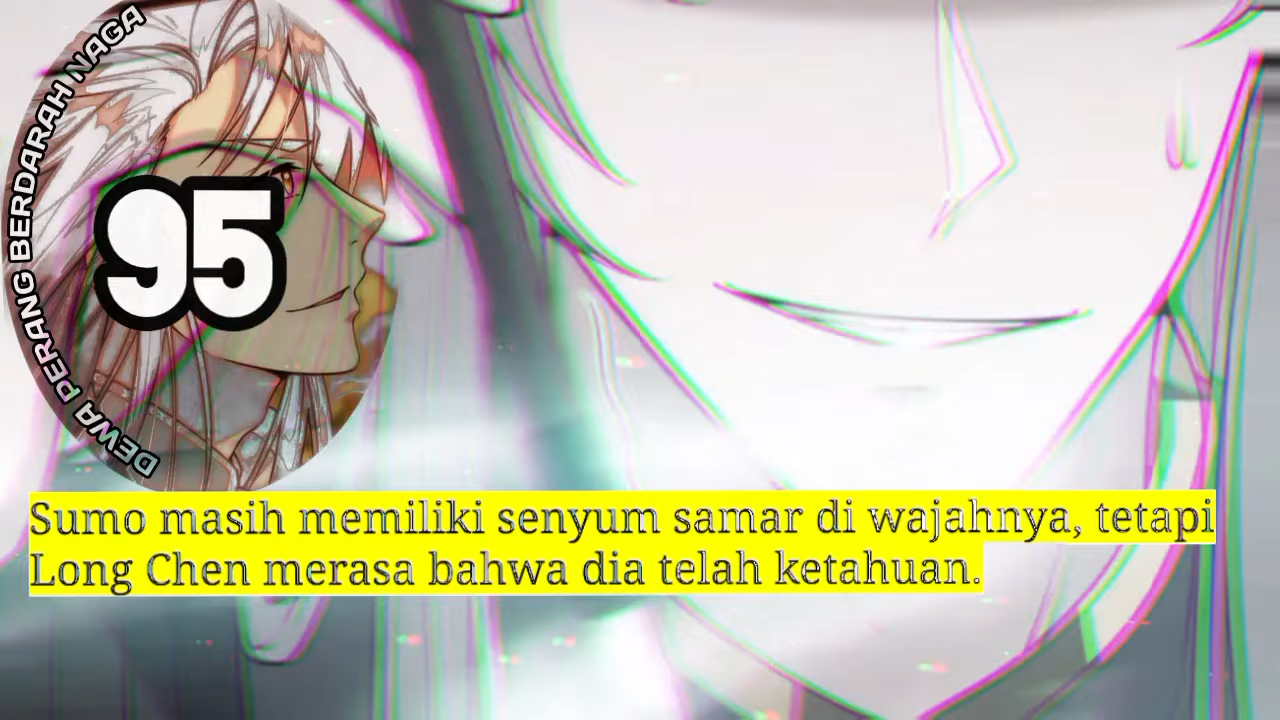 DEWA PERANG BERDARAH NAGA
95
Sumo masih memiliki senyum samar di wajahnya, tetapi
Long Chen merasa bahwa dia telah ketahuan.